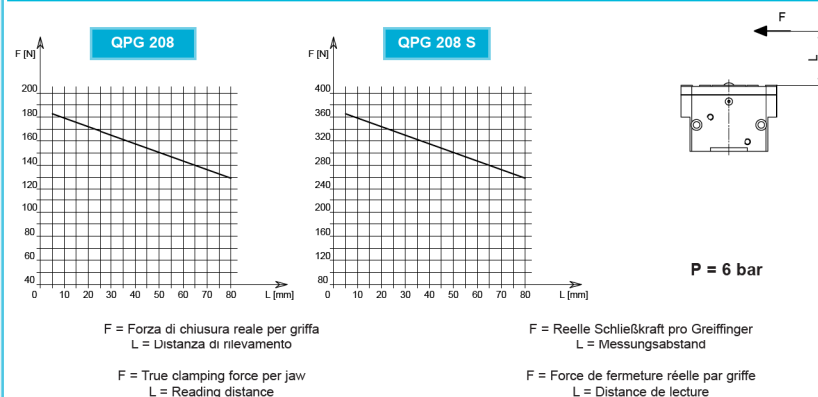 QPG 208
F [N]
200
180
160
140
120
100
80
60
40
0 10 20 30 40 50 60 70 80 L [mm]
QPG 208 S
F [N]
400
360
320
280
240
200
160
120
80
0 10 20 30 40 50 60 70 80 L [mm]
F
L
P = 6 bar
F = Forza di chiusura reale per griffa
L = Distanza di rilevamento
F = True clamping force per jaw
L = Reading distance
F = Reelle Schließkraft pro Greiffinger
L = Messungsabstand
F = Force de fermeture réelle par griffe
L = Distance de lecture